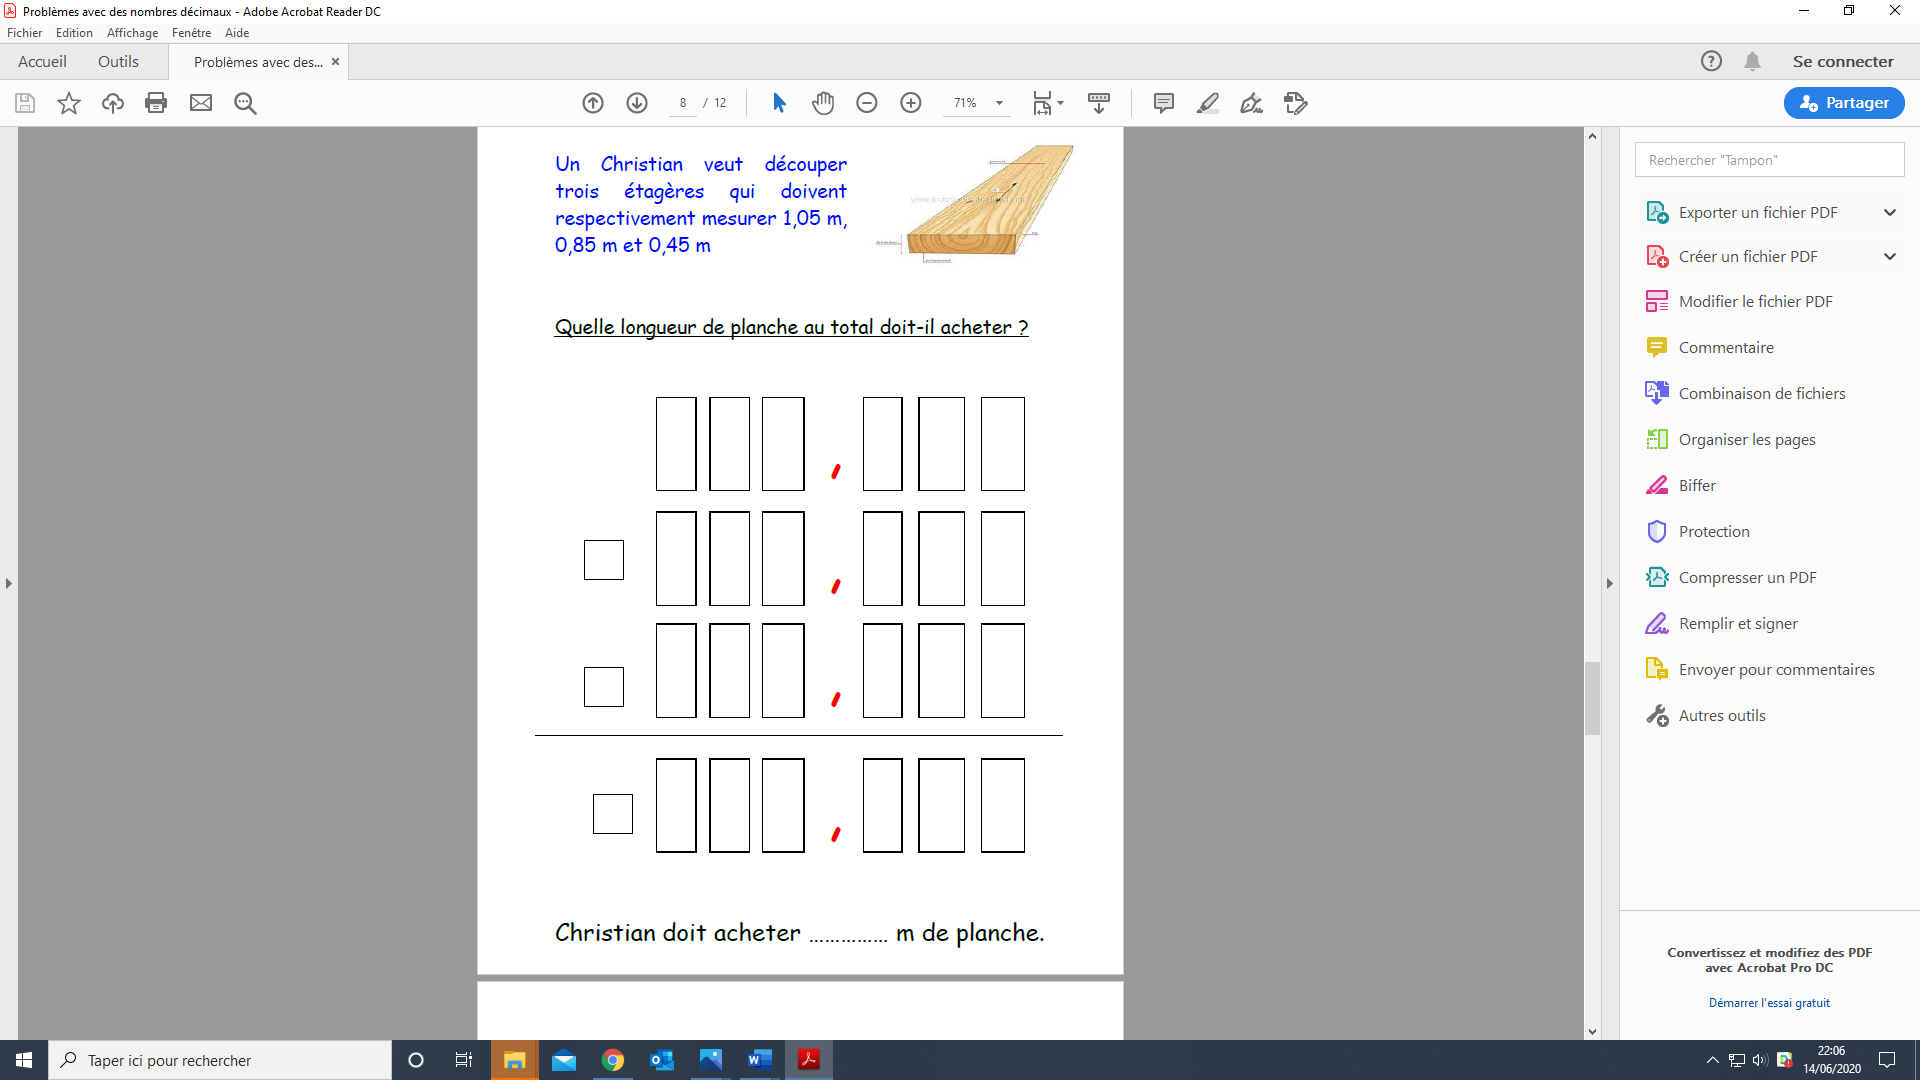 Problèmes avec des nombres décimaux - Adobe Acrobat Reader DC
Fichier Edition Affichage Fenêtre Aide
Accueil Outils Problèmes avec des... ×
Se connecter
8 / 12
71%
Partager
Un Christian veut découper
trois étagères qui doivent
respectivement mesurer 1,05 m,
0,85 m et 0,45 m
Quelle longueur de planche au total doit-il acheter ?
,
,
,
,
Christian doit acheter …………… m de planche.
Rechercher "Tampon"
Exporter un fichier PDF
Créer un fichier PDF
Modifier le fichier PDF
Commentaire
Combinaison de fichiers
Organiser les pages
Biffer
Protection
Compresser un PDF
Remplir et signer
Envoyer pour commentaires
Autres outils
Convertissez et modifiez des PDF
avec Acrobat Pro DC
Démarrer l'essai gratuit
Taper ici pour rechercher
22:06
14/06/2020